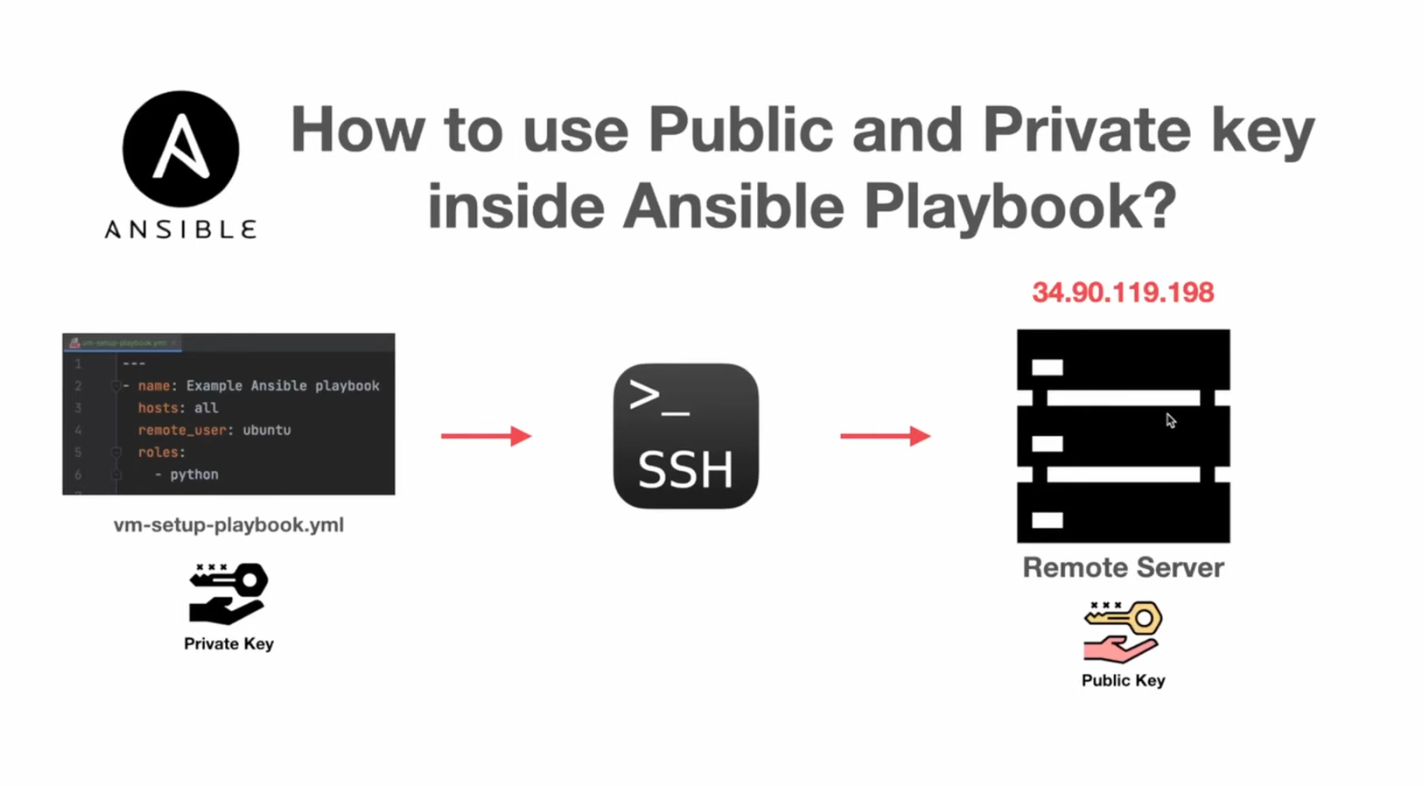 How to use Public and Private key
inside Ansible Playbook?
ANSIBLE
34.90.119.198
vm-setup-playbook.yml
1 ---
2 - name: Example Ansible playbook
3 hosts: all
4 remote_user: ubuntu
5 roles:
6 - python
vm-setup-playbook.yml
Private Key
>_
SSH
Remote Server
Public Key